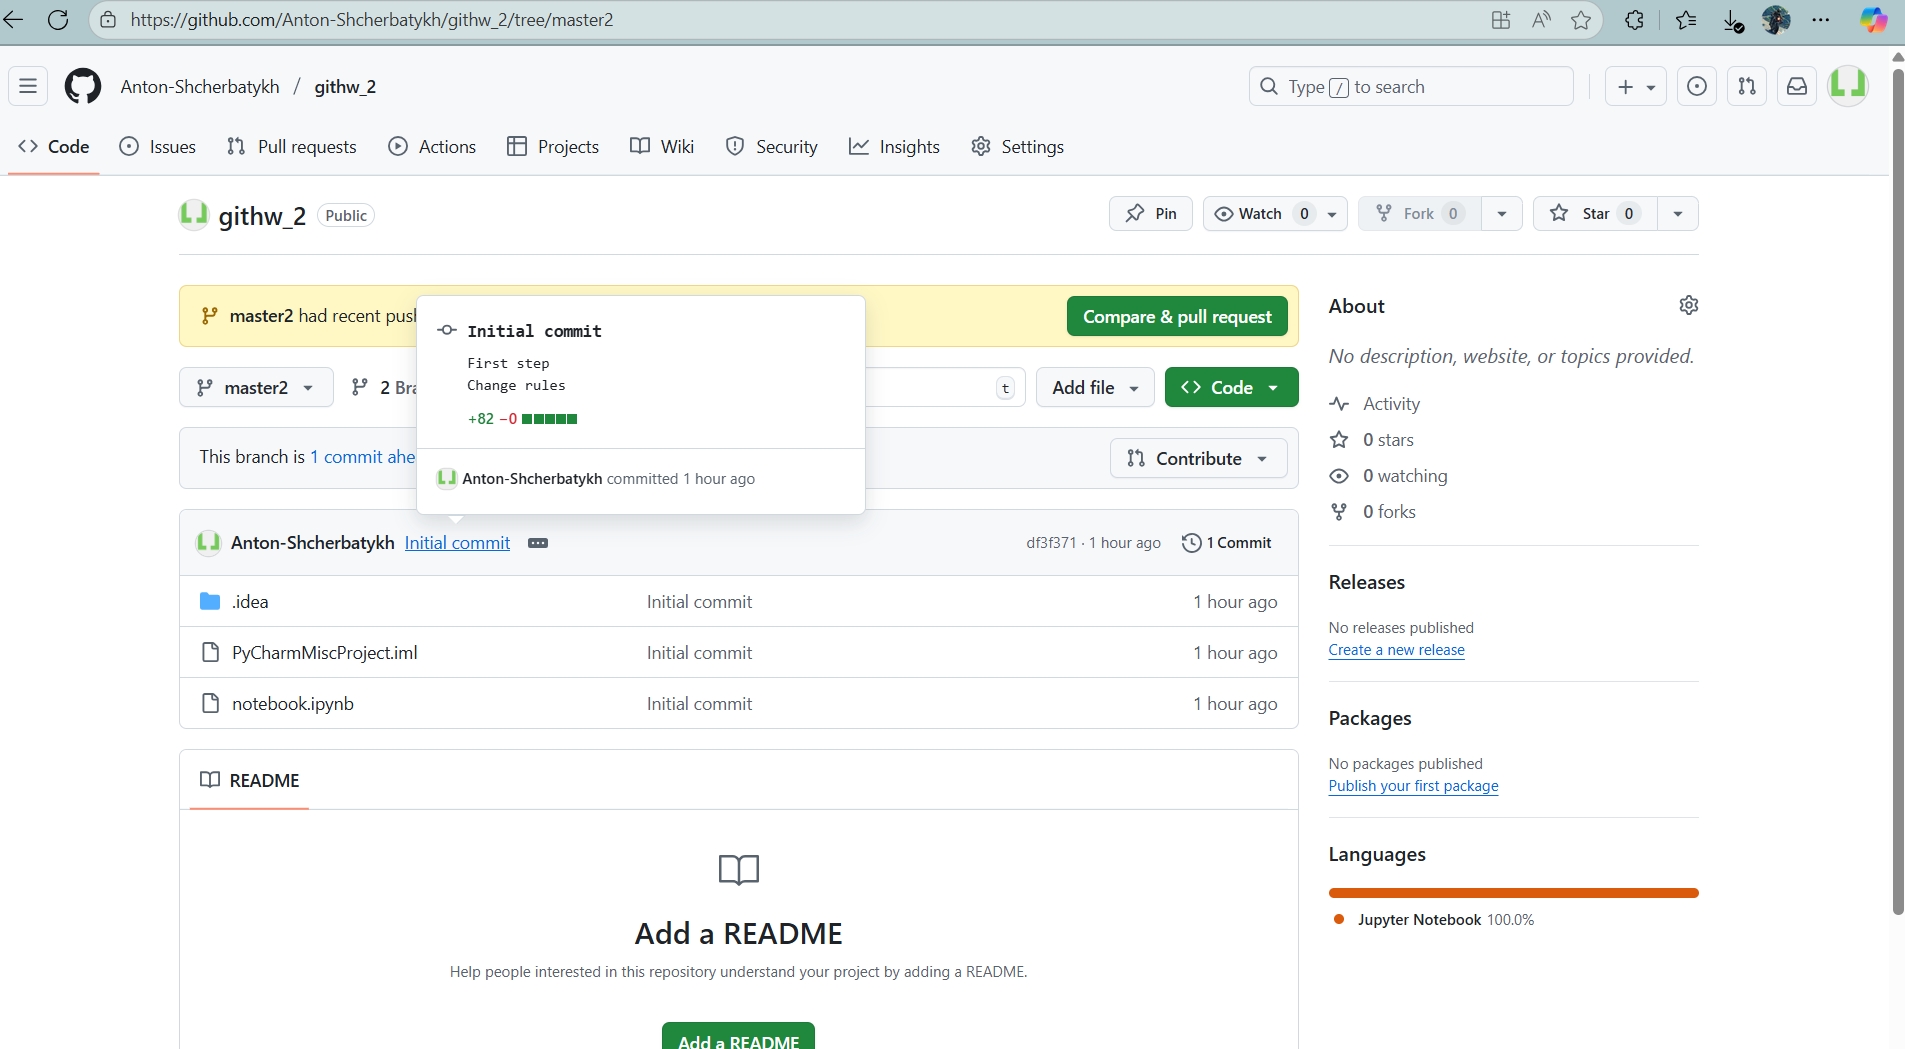 https://github.com/Anton-Shcherbatykh/githw_2/tree/master2
Anton-Shcherbatykh / githw_2
Type / to search
Code Issues Pull requests Actions Projects Wiki Security Insights Settings
githw_2 Public
Pin Watch 0 Fork 0 Star 0
master2 had recent
Compare & pull request
Initial commit
First step
Change rules
+82 −0
Anton-Shcherbatykh committed 1 hour ago
master2 2
t
Add file
Code
This branch is 1 commit
Contribute
Anton-Shcherbatykh Initial commit
df3f371 · 1 hour ago 1 Commit
.idea Initial commit 1 hour ago
PyCharmMiscProject.iml Initial commit 1 hour ago
notebook.ipynb Initial commit 1 hour ago
README
Add a README
Help people interested in this repository understand your project by adding a README.
Add a README
About
No description, website, or topics provided.
Activity
0 stars
0 watching
0 forks
Releases
No releases published
Create a new release
Packages
No packages published
Publish your first package
Languages
Jupyter Notebook 100.0%